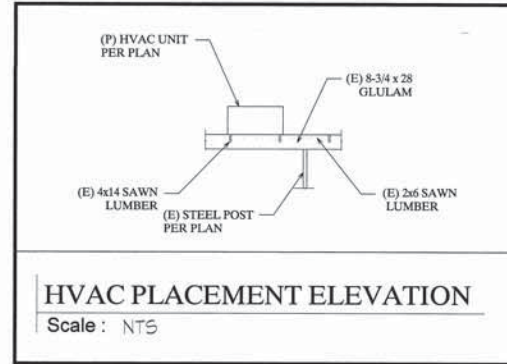 (P) HVAC UNIT
PER PLAN
(E) 8-3/4 x 28
GLULAM
(E) 4x14 SAWN
LUMBER
(E) STEEL POST
PER PLAN
(E) 2x6 SAWN
LUMBER
HVAC PLACEMENT ELEVATION
Scale : NTS